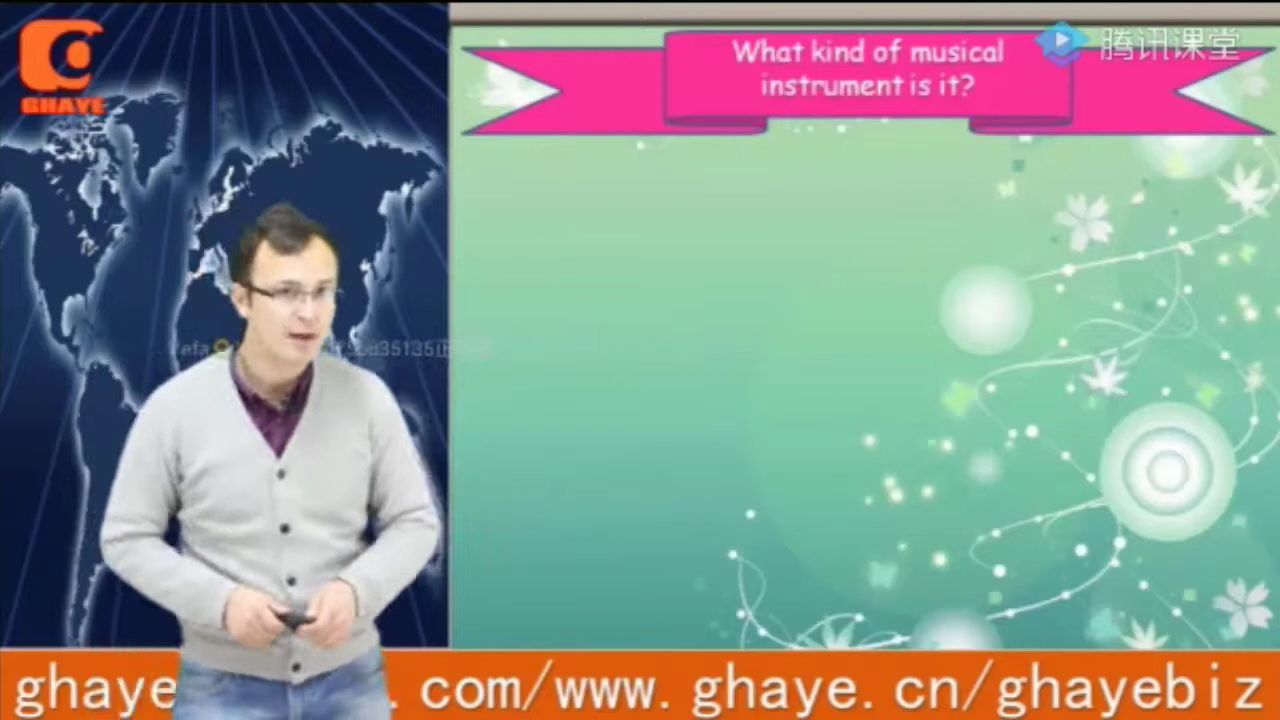 GHAYE
What kind of musical
instrument is it?
腾讯课堂
ghaye
.com/www.ghaye.cn/ghayebiz